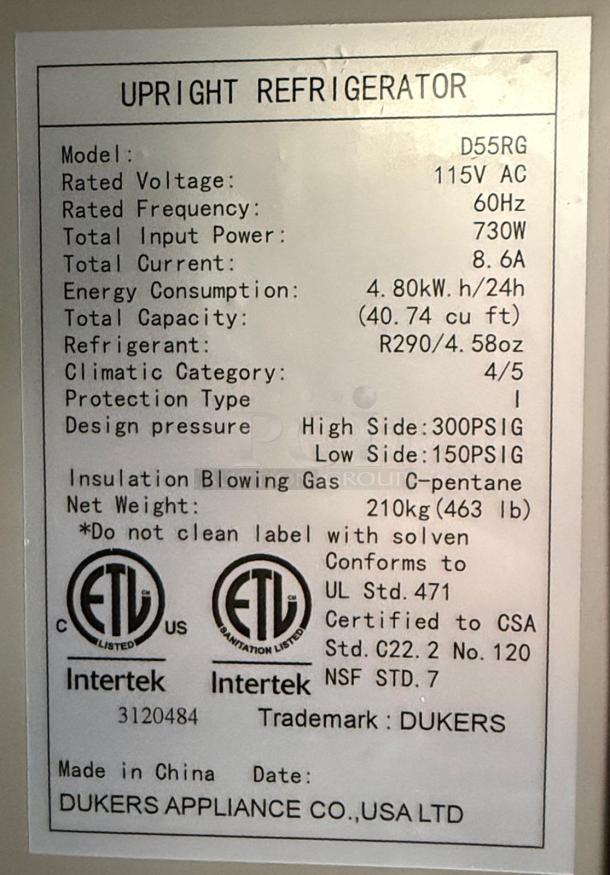 UPRIGHT REFRIGERATOR
Model: D55RG
Rated Voltage: 115V AC
Rated Frequency: 60Hz
Total Input Power: 730W
Total Current: 8.6A
Energy Consumption: 4.80kW.h/24h
Total Capacity: (40.74 cu ft)
Refrigerant: R290/4.58oz
Climatic Category: 4/5
Protection Type I
Design pressure High Side:300PSIG
Low Side:150PSIG
Insulation Blowing Gas C-pentane
Net Weight: 210kg(463 lb)
*Do not clean label with solven
Conforms to
UL Std. 471
Certified to CSA
Std. C22.2 No.120
NSF STD.7
C ETL CM US
LISTED
Intertek
ETL CM
SANITATION LISTED
Intertek
3120484 Trademark : DUKERS
Made in China Date:
DUKERS APPLIANCE CO.,USA LTD